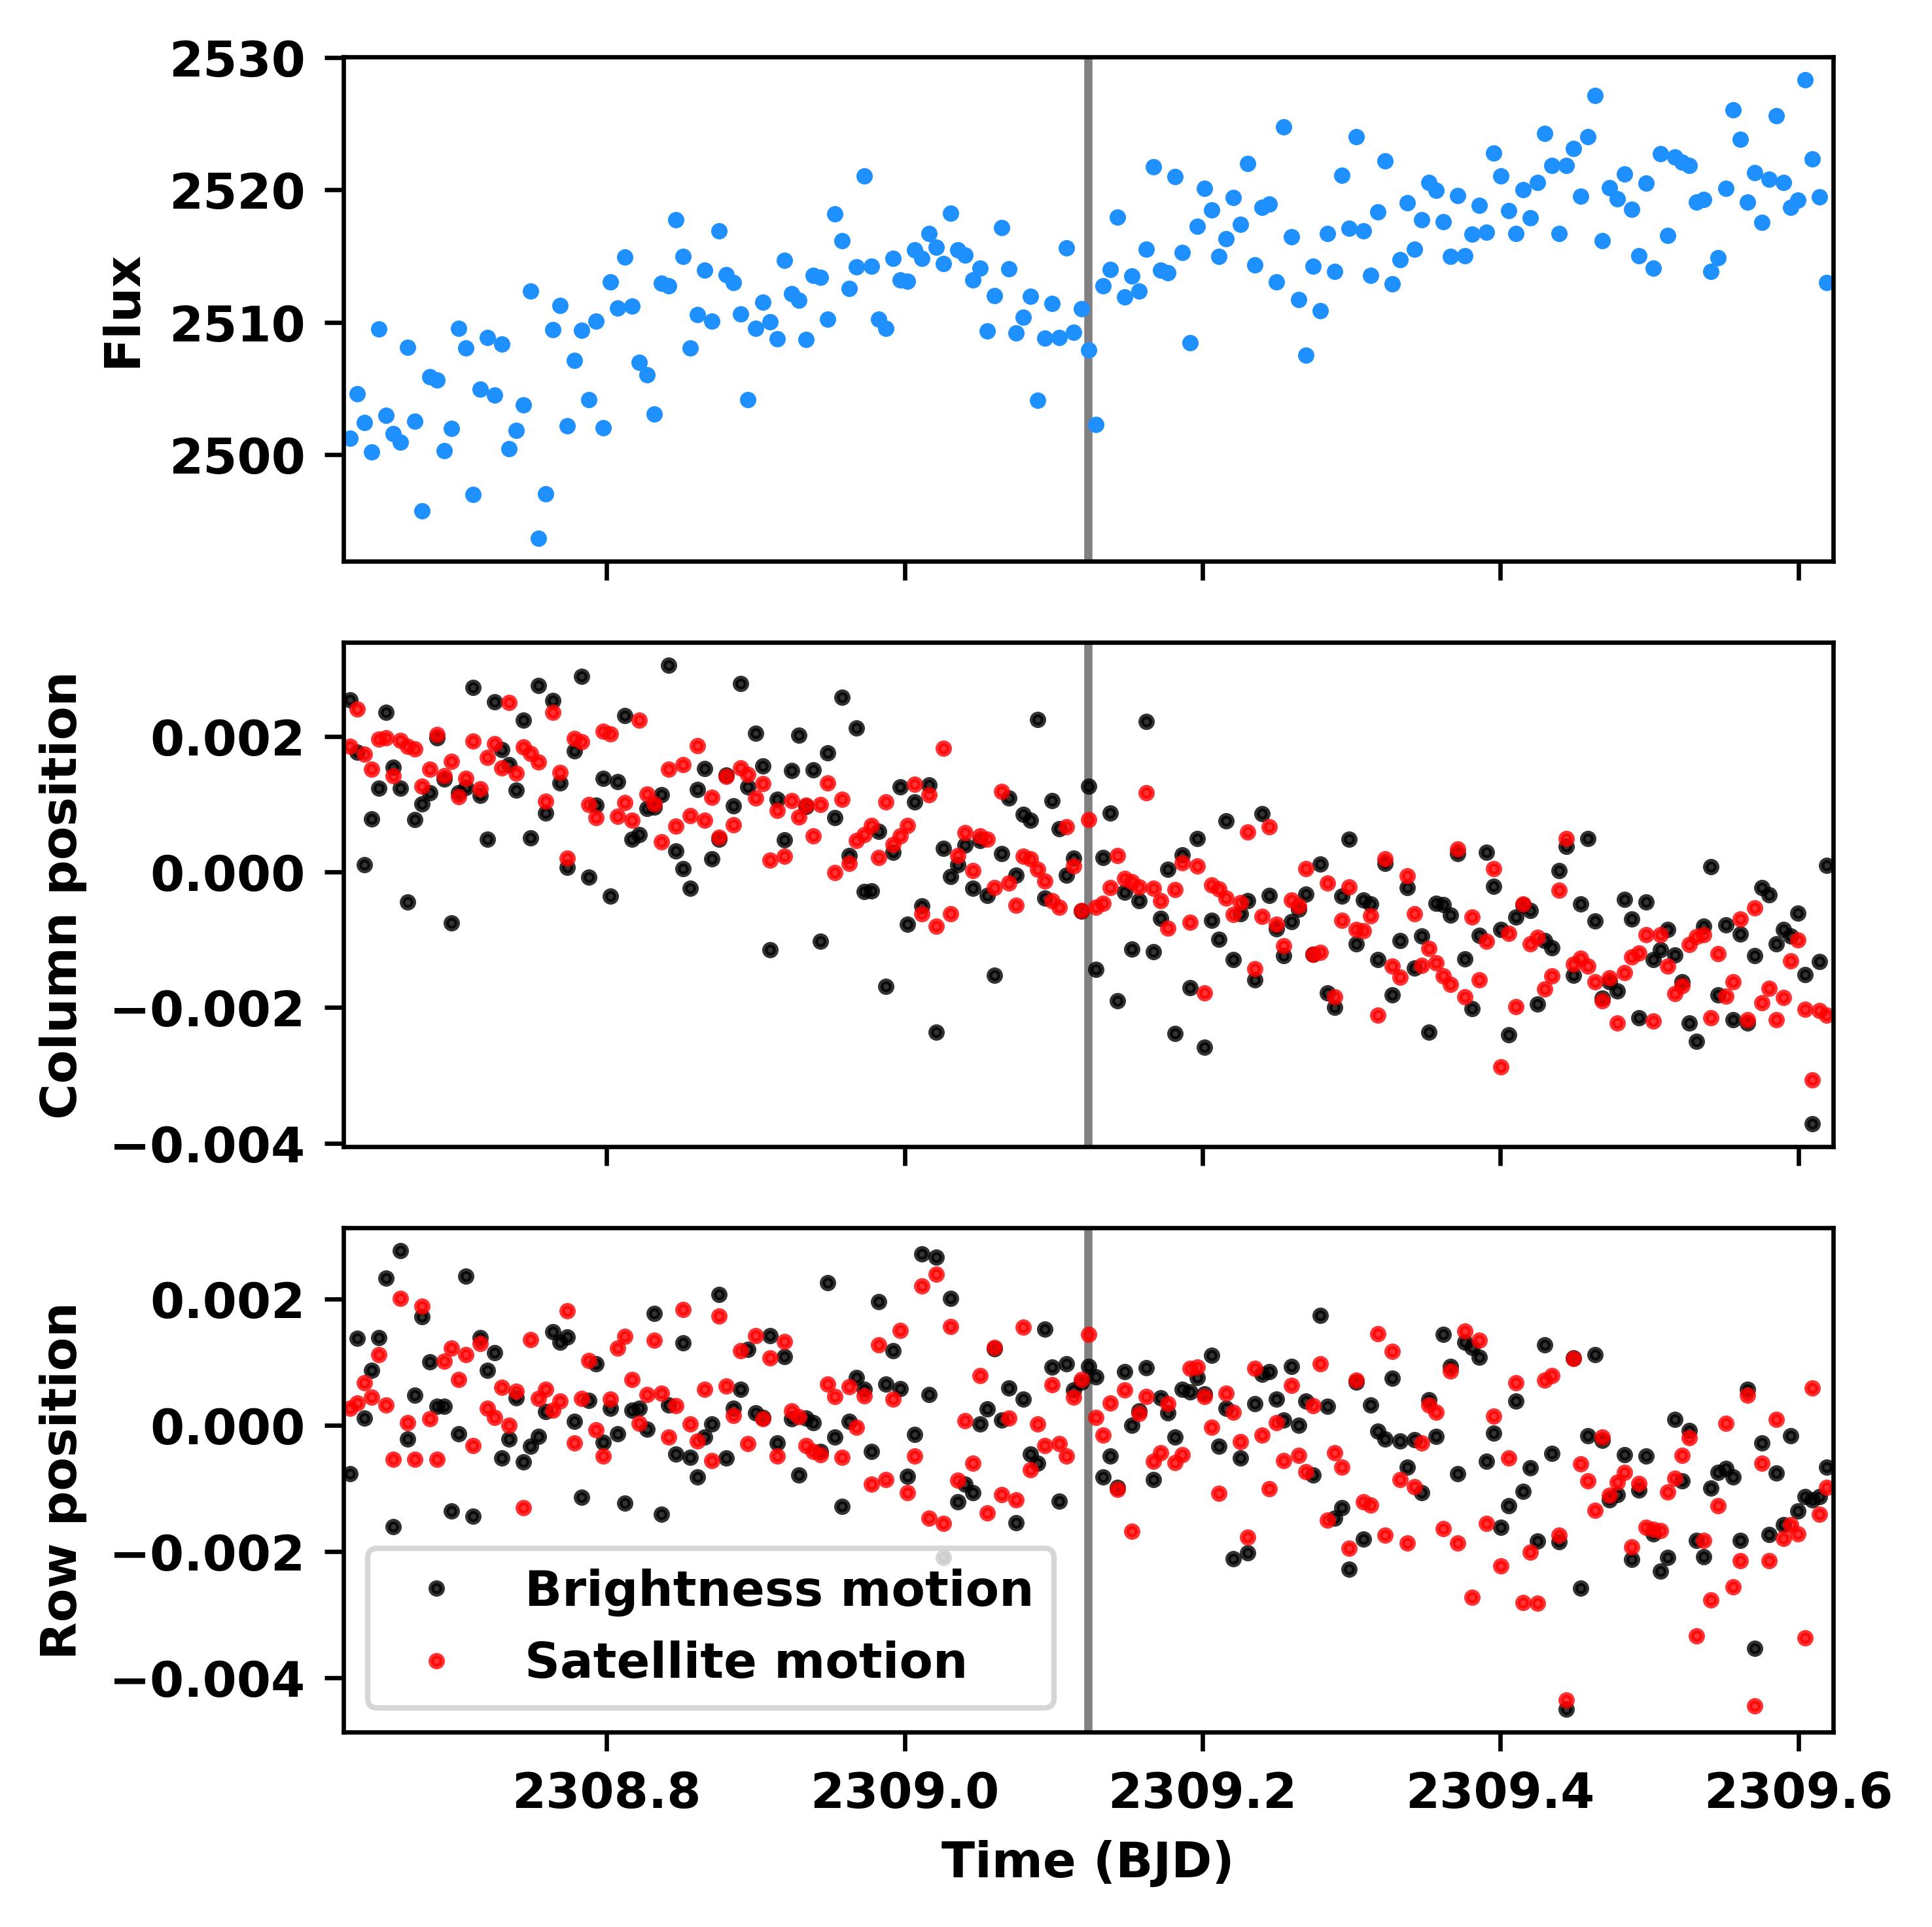 2530
2520
2510
2500
Flux
0.002
0.000
−0.002
−0.004
Column position
0.002
0.000
−0.002
−0.004
Row position
Brightness motion
Satellite motion
2308.8 2309.0 2309.2 2309.4 2309.6
Time (BJD)